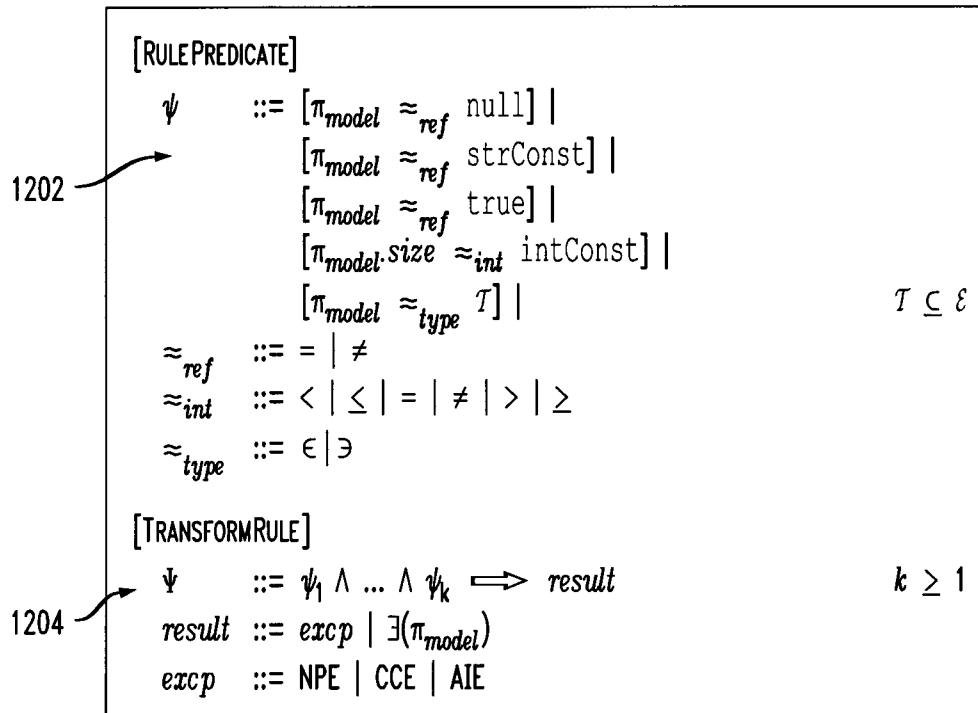 [RULEPREDICATE]
ψ ::= [π_model ≈_ref null] |
1202
[π_model ≈_ref strConst] |
[π_model ≈_ref true] |
[π_model.size ≈_int intConst] |
[π_model ≈_type 𝒯] | 𝒯 ⊆ ℰ
≈_ref ::= = | ≠
≈_int ::= < | ≤ | = | ≠ | > | ≥
≈_type ::= ∈ | ∋
[TRANSFORMRULE]
Ψ ::= ψ_1 ∧ ... ∧ ψ_k ⟹ result k ≥ 1
1204
result ::= excp | ∃(π_model)
excp ::= NPE | CCE | AIE